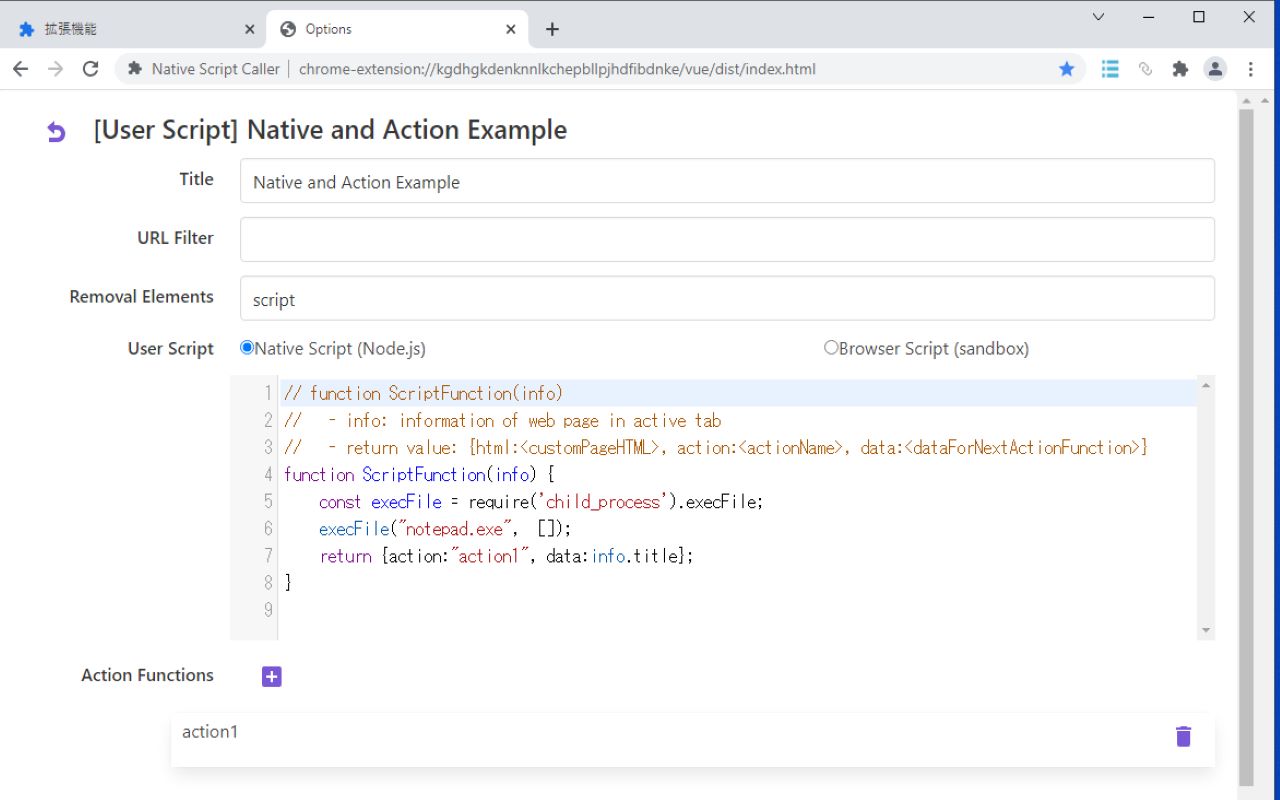 拡張機能
Options
Native Script Caller | chrome-extension://kgdhgkdenknnlkchepbllpjhdfibdnke/vue/dist/index.html
[User Script] Native and Action Example
Title
Native and Action Example
URL Filter
Removal Elements
script
User Script
Native Script (Node.js)
Browser Script (sandbox)
1 // function ScriptFunction(info)
2 //   - info: information of web page in active tab
3 //   - return value: {html:<customPageHTML>, action:<actionName>, data:<dataForNextActionFunction>}
4 function ScriptFunction(info) {
5     const execFile = require('child_process').execFile;
6     execFile("notepad.exe",  []);
7     return {action:"action1", data:info.title};
8 }
9
Action Functions
action1